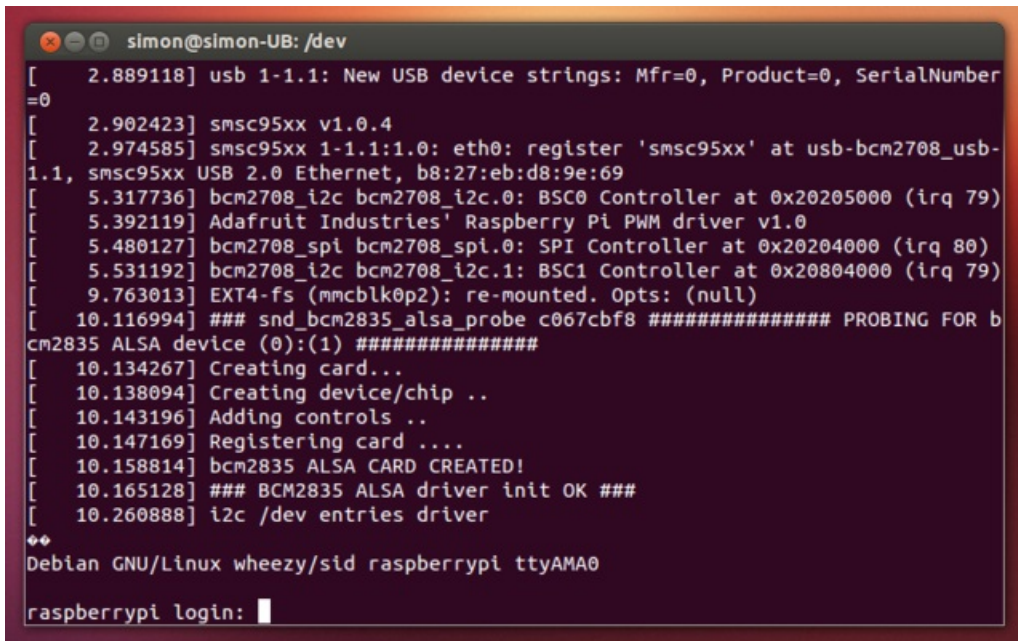 simon@simon-UB: /dev
[    2.889118] usb 1-1.1: New USB device strings: Mfr=0, Product=0, SerialNumber
=0
[    2.902423] smsc95xx v1.0.4
[    2.974585] smsc95xx 1-1.1:1.0: eth0: register 'smsc95xx' at usb-bcm2708_usb-
1.1, smsc95xx USB 2.0 Ethernet, b8:27:eb:d8:9e:69
[    5.317736] bcm2708_i2c bcm2708_i2c.0: BSC0 Controller at 0x20205000 (irq 79)
[    5.392119] Adafruit Industries' Raspberry Pi PWM driver v1.0
[    5.480127] bcm2708_spi bcm2708_spi.0: SPI Controller at 0x20204000 (irq 80)
[    5.531192] bcm2708_i2c bcm2708_i2c.1: BSC1 Controller at 0x20804000 (irq 79)
[    9.763013] EXT4-fs (mmcblk0p2): re-mounted. Opts: (null)
[   10.116994] ### snd_bcm2835_alsa_probe c067cbf8 ############### PROBING FOR b
cm2835 ALSA device (0):(1) ###############
[   10.134267] Creating card...
[   10.138094] Creating device/chip ..
[   10.143196] Adding controls ..
[   10.147169] Registering card ....
[   10.158814] bcm2835 ALSA CARD CREATED!
[   10.165128] ### BCM2835 ALSA driver init OK ###
[   10.260888] i2c /dev entries driver
��
Debian GNU/Linux wheezy/sid raspberrypi ttyAMA0
raspberrypi login: